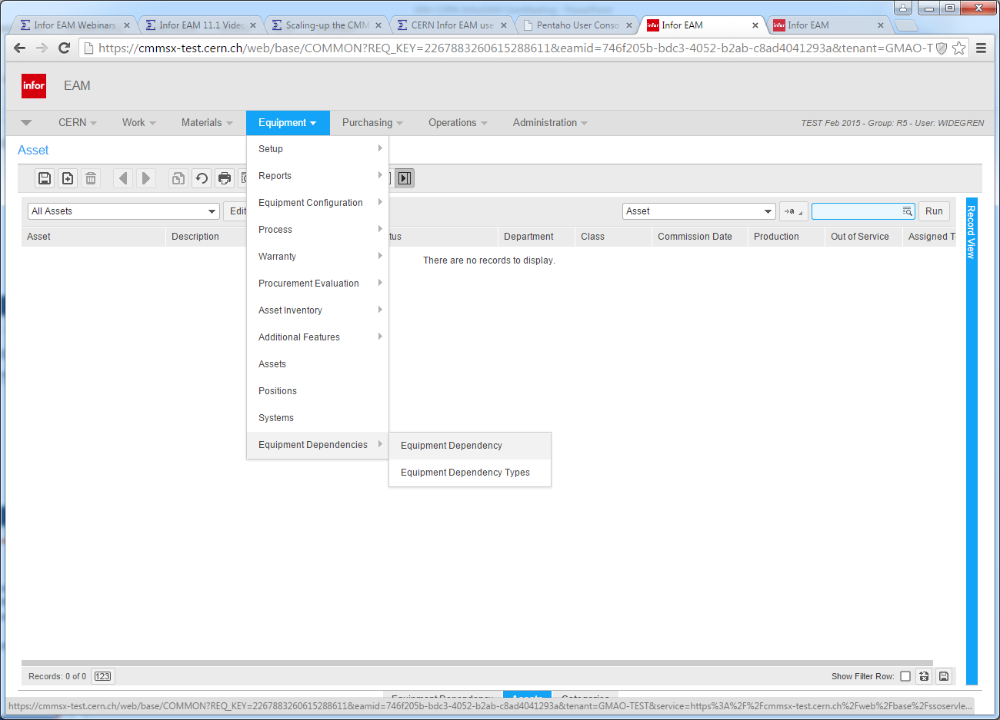 Infor EAM Webinars
Infor EAM 11.1 Video
Scaling-up the CMM
CERN Infor EAM use
Pentaho User Conso
infor Infor EAM
infor Infor EAM
https://cmmsx-test.cern.ch/web/base/COMMON?REQ_KEY=2267883260615288611&eamid=746f205b-bdc3-4052-b2ab-c8ad4041293a&tenant=GMAO-T
infor EAM
CERN Work Materials Equipment Purchasing Operations Administration TEST Feb 2015 - Group: R5 - User: WIDEGREN
Asset
Setup
Reports
Equipment Configuration
Process
Warranty
Procurement Evaluation
Asset Inventory
Additional Features
Assets
Positions
Systems
Equipment Dependencies
Equipment Dependency
Equipment Dependency Types
All Assets Edit Asset a Run
Asset Description tus Department Class Commission Date Production Out of Service Assigned T
There are no records to display.
Record View
Records: 0 of 0 123 Show Filter Row:
Equipment Dependency Assets Categories
https://cmmsx-test.cern.ch/web/base/COMMON?REQ_KEY=2267883260615288611&eamid=746f205b-bdc3-4052-b2ab-c8ad4041293a&tenant=GMAO-TEST&service=https%3A%2F%2Fcmmsx-test.cern.ch%2Fweb%2Fbase%2Fssoservle...